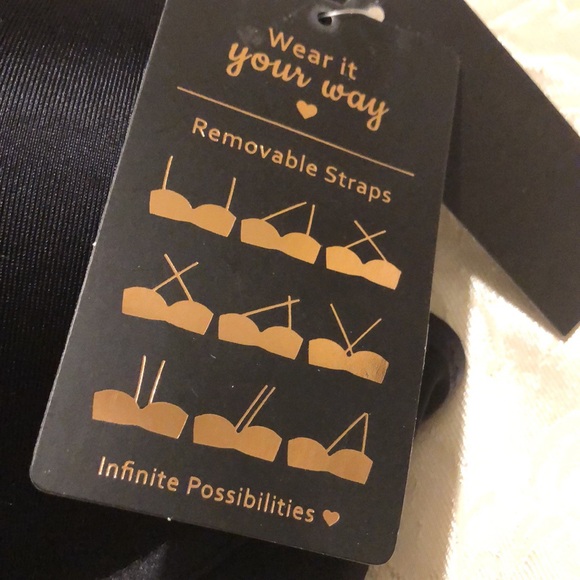 Wear it
your way
Removable Straps
Infinite Possibilities